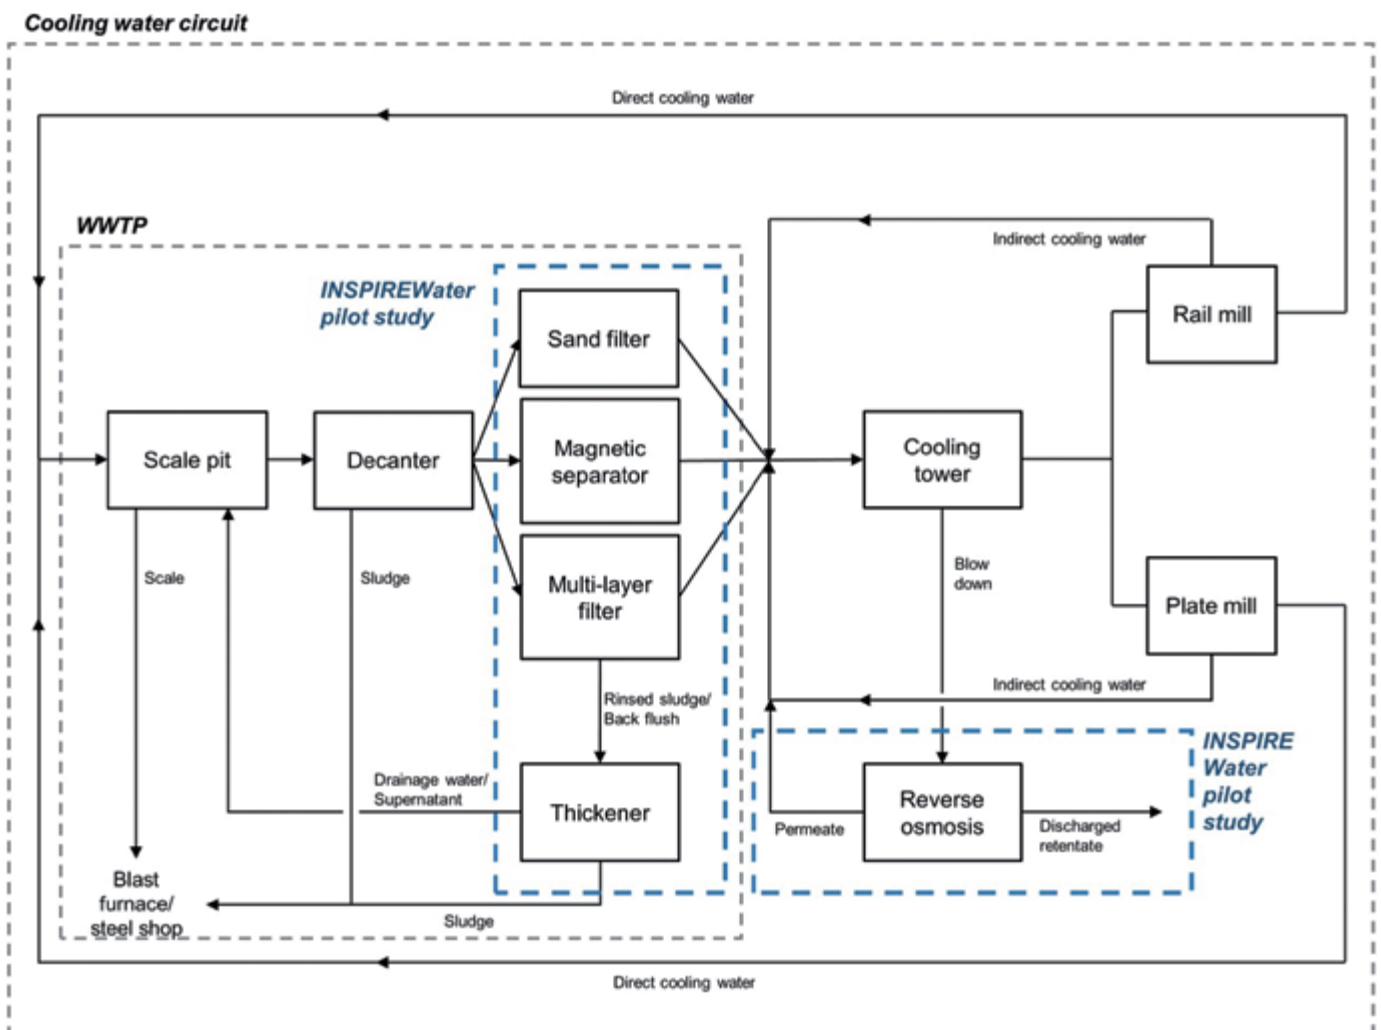 Cooling water circuit
Direct cooling water
WWTP
Indirect cooling water
INSPIREWater
pilot study
Sand filter
Rail mill
Scale pit
Decanter
Magnetic
separator
Cooling
tower
Scale
Sludge
Multi-layer
filter
Blow
down
Plate mill
Rinsed sludge/
Back flush
Indirect cooling water
INSPIRE
Water
pilot
study
Drainage water/
Supernatant
Thickener
Reverse
osmosis
Permeate
Discharged
retentate
Blast
furnace/
steel shop
Sludge
Direct cooling water